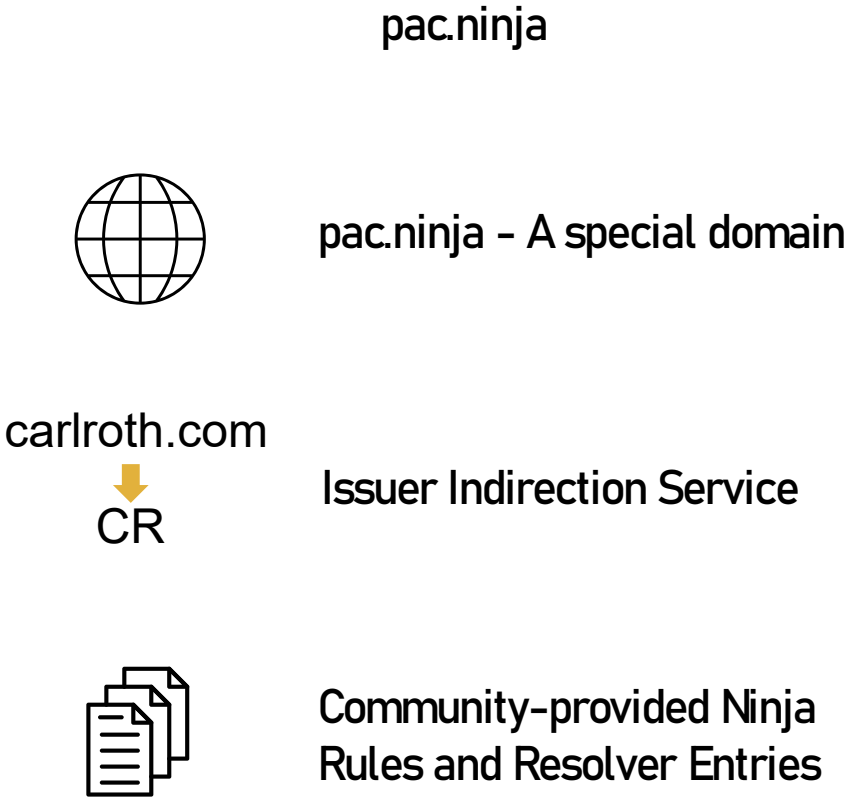 pac.ninja
pac.ninja - A special domain
carlroth.com
CR
Issuer Indirection Service
Community-provided Ninja
Rules and Resolver Entries